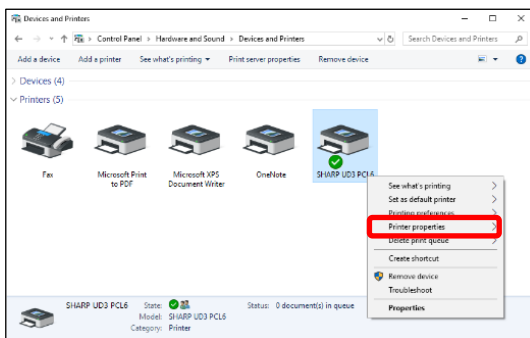 Devices and Printers
Control Panel > Hardware and Sound > Devices and Printers
Search Devices and Printers
Add a device Add a printer See what's printing Print server properties Remove device
Devices (4)
Printers (5)
Fax
Microsoft Print to PDF
Microsoft XPS Document Writer
OneNote
SHARP UD3 PCL6
See what's printing
Set as default printer
Printing preferences
Printer properties
Delete print queue
Create shortcut
Remove device
Troubleshoot
Properties
SHARP UD3 PCL6 State: Status: 0 document(s) in queue
Model: SHARP UD3 PCL6
Category: Printer